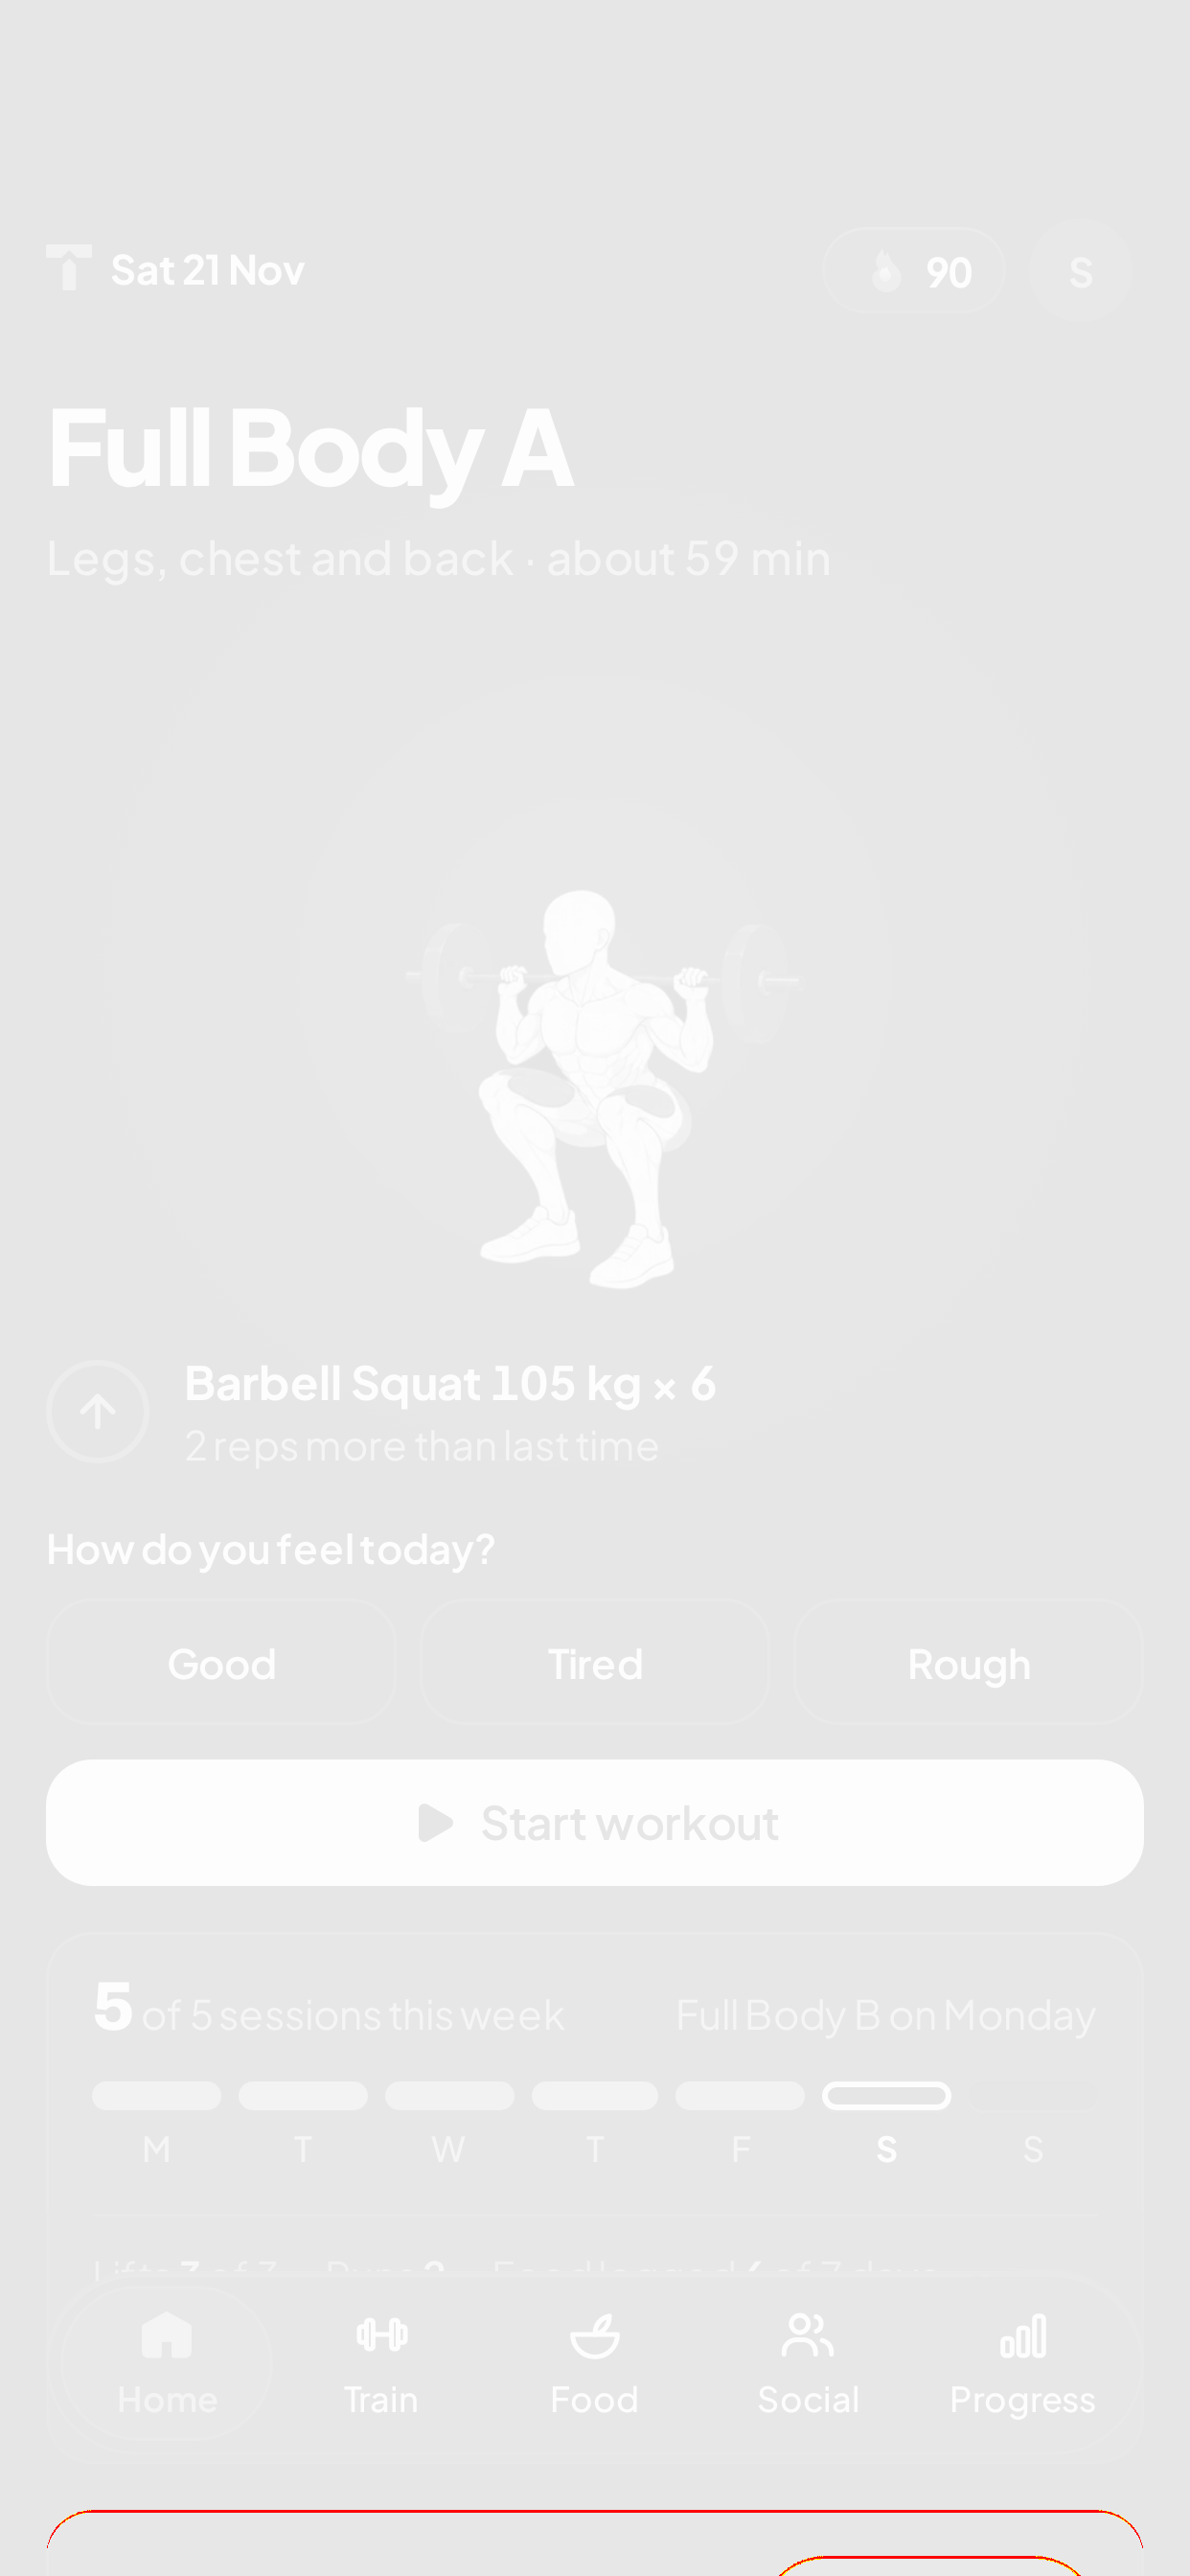 Sat 21 Nov
90
S
Full Body A
Legs, chest and back · about 59 min
Barbell Squat 105 kg × 6
2 reps more than last time
How do you feel today?
Good
Tired
Rough
Start workout
5 of 5 sessions this week
Full Body B on Monday
M T W T F S S
Home
Train
Food
Social
Progress